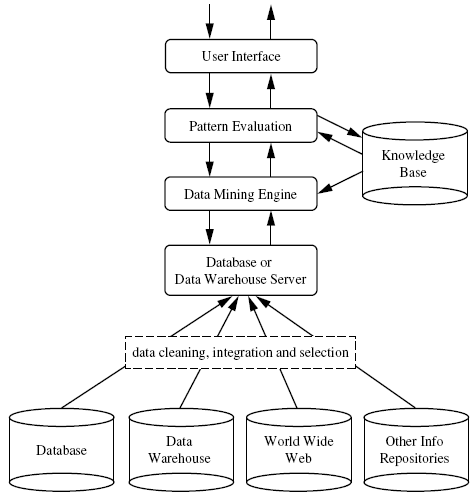 User Interface
Pattern Evaluation
Knowledge
Base
Data Mining Engine
Database or
Data Warehouse Server
data cleaning, integration and selection
Database
Data
Warehouse
World Wide
Web
Other Info
Repositories